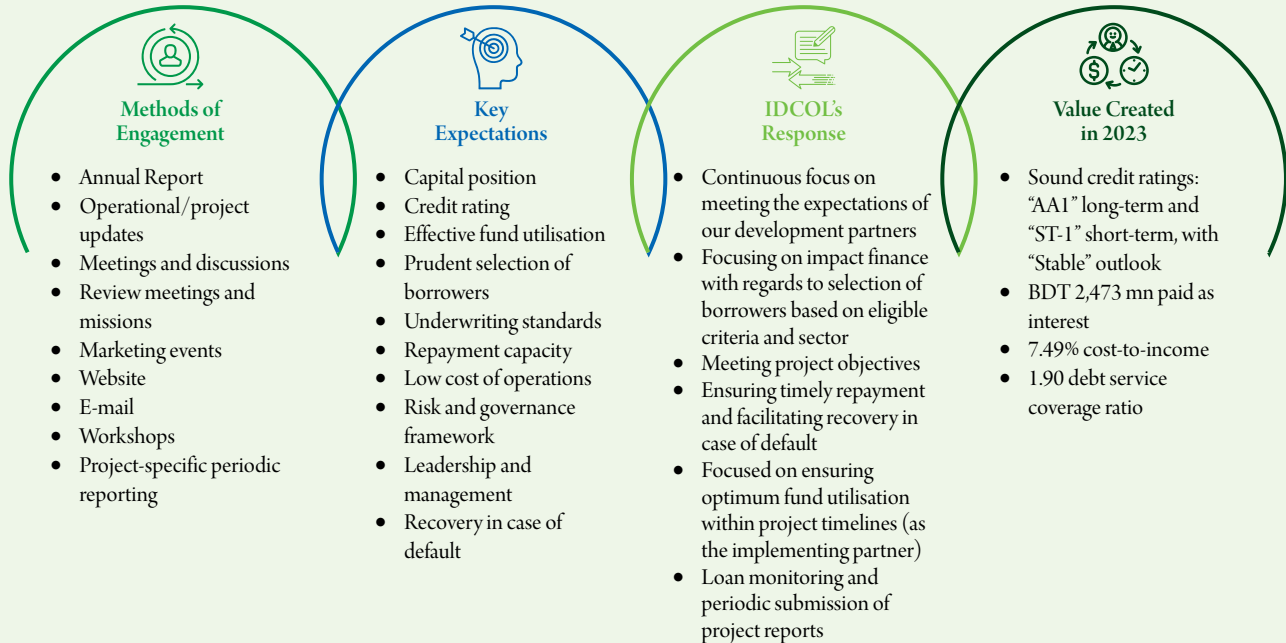 Methods of
Engagement
• Annual Report
• Operational/project
updates
• Meetings and discussions
• Review meetings and
missions
• Marketing events
• Website
• E-mail
• Workshops
• Project-specific periodic
reporting
Key
Expectations
• Capital position
• Credit rating
• Effective fund utilisation
• Prudent selection of
borrowers
• Underwriting standards
• Repayment capacity
• Low cost of operations
• Risk and governance
framework
• Leadership and
management
• Recovery in case of
default
IDCOL's
Response
• Continuous focus on
meeting the expectations of
our development partners
• Focusing on impact finance
with regards to selection of
borrowers based on eligible
criteria and sector
• Meeting project objectives
• Ensuring timely repayment
and facilitating recovery in
case of default
• Focused on ensuring
optimum fund utilisation
within project timelines (as
the implementing partner)
• Loan monitoring and
periodic submission of
project reports
$
Value Created
in 2023
• Sound credit ratings:
“AA1” long-term and
“ST-1” short-term, with
“Stable” outlook
• BDT 2,473 mn paid as
interest
• 7.49% cost-to-income
• 1.90 debt service
coverage ratio